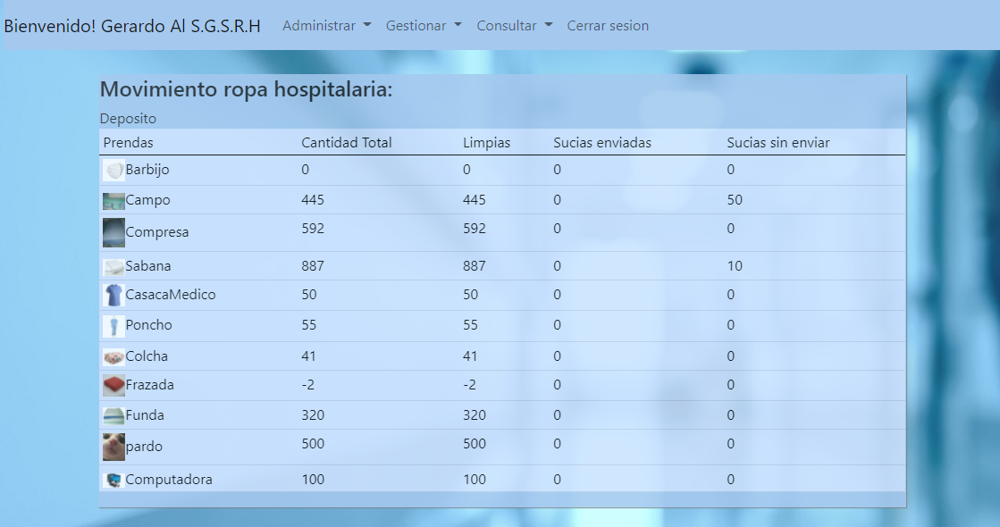 Bienvenido! Gerardo Al S.G.S.R.H Administrar Gestionar Consultar Cerrar sesion
Movimiento ropa hospitalaria:
Deposito
Prendas Cantidad Total Limpias Sucias enviadas Sucias sin enviar
Barbijo 0 0 0 0
Campo 445 445 0 50
Compresa 592 592 0 0
Sabana 887 887 0 10
CasacaMedico 50 50 0 0
Poncho 55 55 0 0
Colcha 41 41 0 0
Frazada -2 -2 0 0
Funda 320 320 0 0
pardo 500 500 0 0
Computadora 100 100 0 0